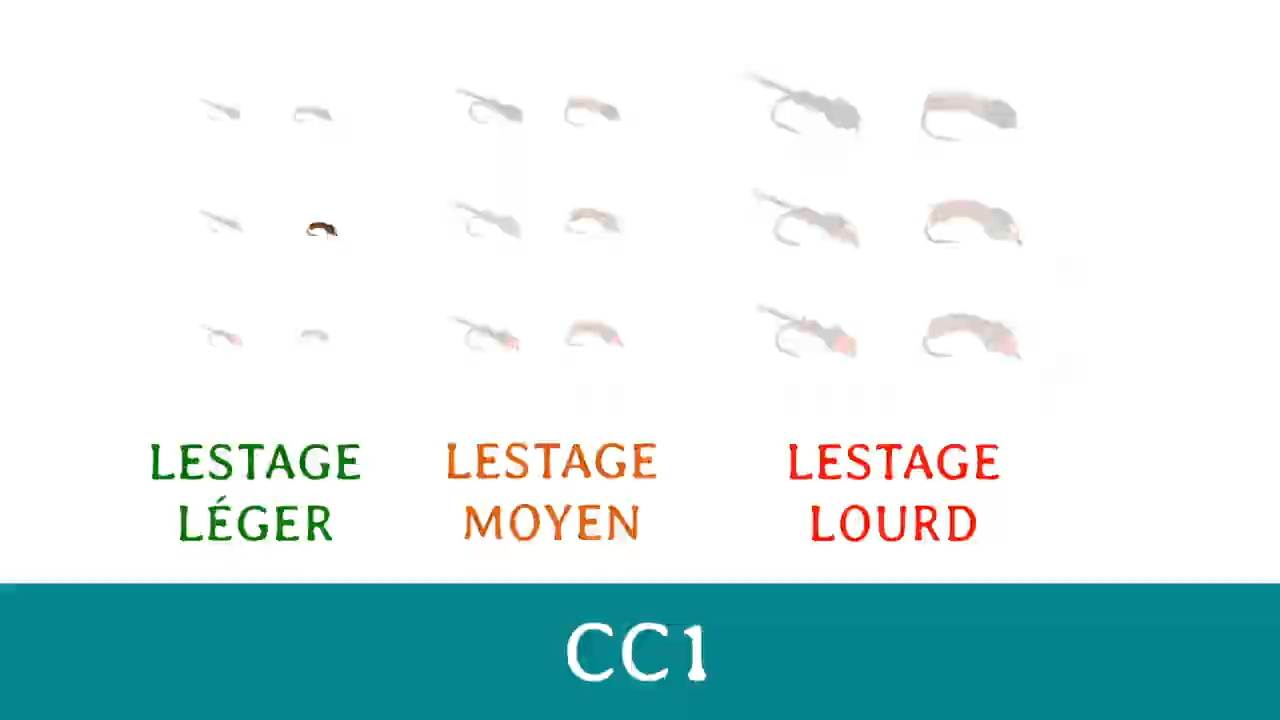 LESTAGE
LÉGER
LESTAGE
MOYEN
LESTAGE
LOURD
CC1